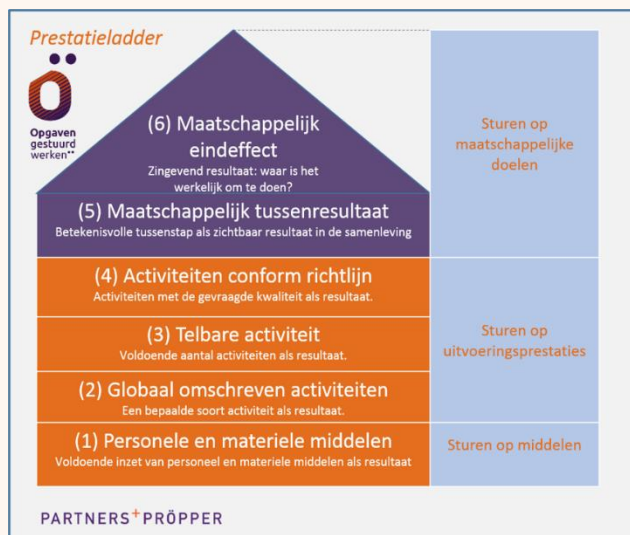 Prestatieladder
Ö
Opgaven
gestuurd
werken¨
(6) Maatschappelijk
eindeffect
Zingevend resultaat: waar is het
werkelijk om te doen?
(5) Maatschappelijk tussenresultaat
Betekenisvolle tussenstap als zichtbaar resultaat in de samenleving
Sturen op
maatschappelijke
doelen
(4) Activiteiten conform richtlijn
Activiteiten met de gevraagde kwaliteit als resultaat.
(3) Telbare activiteit
Voldoende aantal activiteiten als resultaat.
(2) Globaal omschreven activiteiten
Een bepaalde soort activiteit als resultaat.
Sturen op
uitvoeringsprestaties
(1) Personele en materiele middelen
Voldoende inzet van personeel en materiele middelen als resultaat
Sturen op middelen
PARTNERS+PRÖPPER